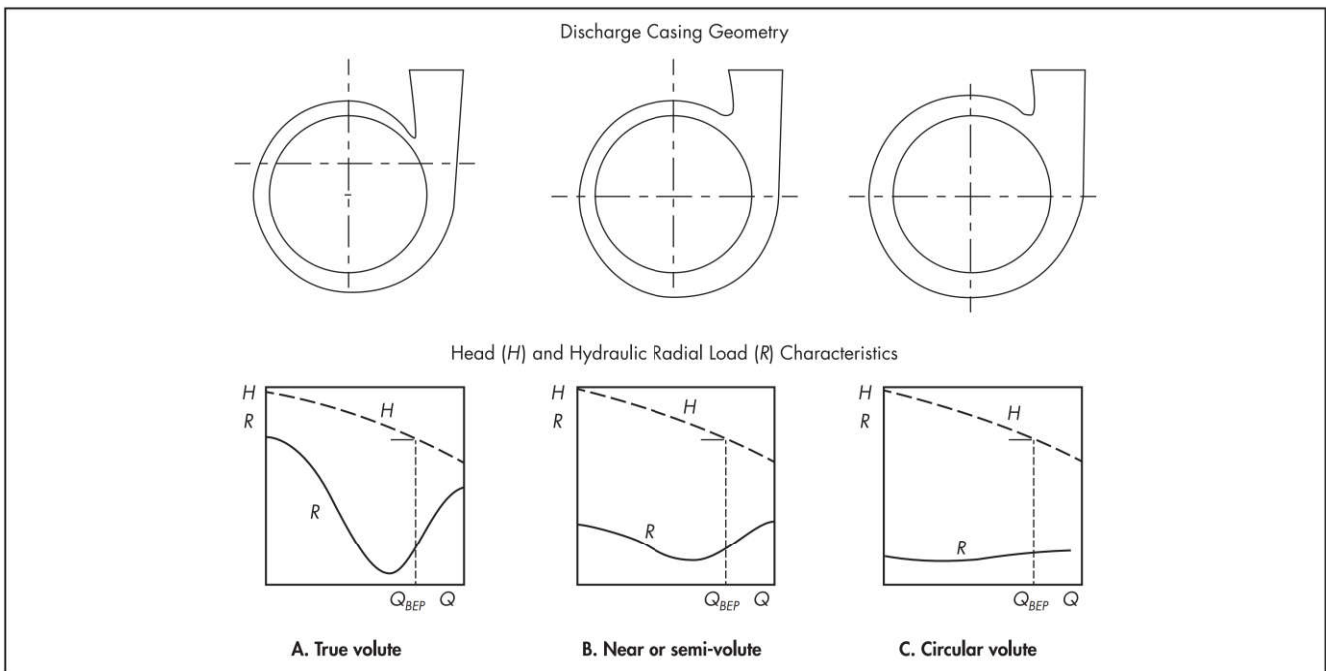 Discharge Casing Geometry
Head (H) and Hydraulic Radial Load (R) Characteristics
H
R
H
R
Q_BEP Q
A. True volute
H
R
H
R
Q_BEP Q
B. Near or semi-volute
H
R
H
R
Q_BEP Q
C. Circular volute